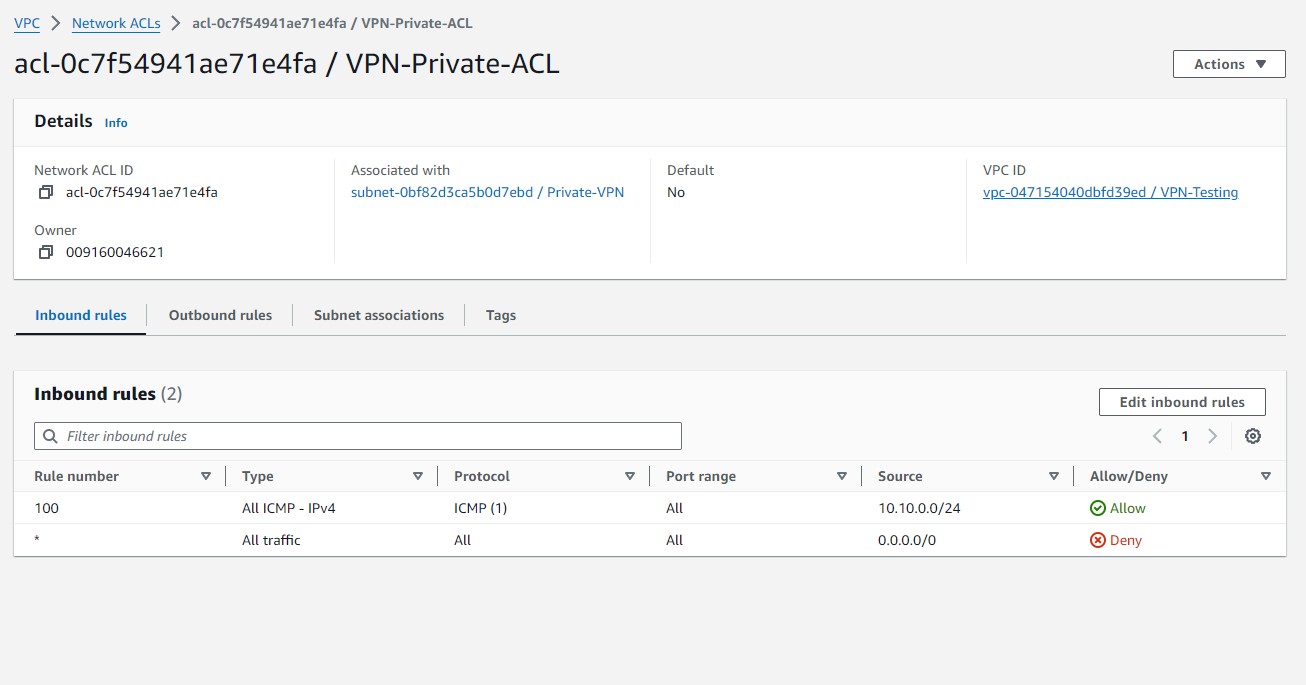 VPC > Network ACLs > acl-0c7f54941ae71e4fa / VPN-Private-ACL
acl-0c7f54941ae71e4fa / VPN-Private-ACL
Actions
Details Info
Network ACL ID
acl-0c7f54941ae71e4fa
Owner
009160046621
Associated with
subnet-0bf82d3ca5b0d7ebd / Private-VPN
Default
No
VPC ID
vpc-047154040dbfd39ed / VPN-Testing
Inbound rules Outbound rules Subnet associations Tags
Inbound rules (2)
Edit inbound rules
Filter inbound rules
1
Rule number Type Protocol Port range Source Allow/Deny
100 All ICMP - IPv4 ICMP (1) All 10.10.0.0/24 Allow
* All traffic All All 0.0.0.0/0 Deny